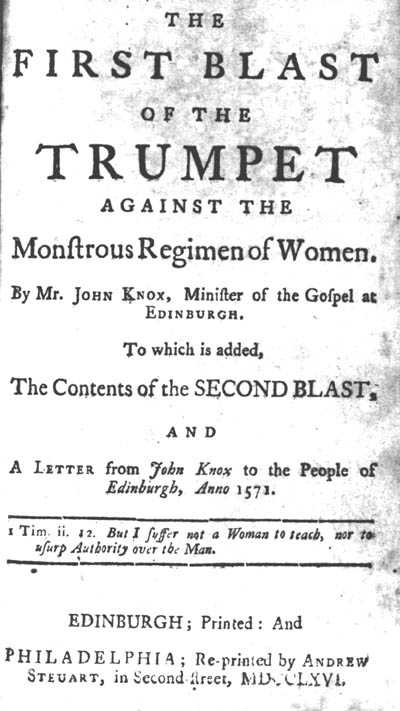 THE
FIRST BLAST
OF THE
TRUMPET
AGAINST THE
Monſtrous Regimen of Women.
By Mr. JOHN KNOX, Miniſter of the Goſpel at
EDINBURGH.
To which is added,
The Contents of the SECOND BLAST,
AND
A LETTER from John Knox to the People of
Edinburgh, Anno 1571.
1 Tim. ii. 12. But I ſuffer not a Woman to teach, nor to
uſurp Authority over the Man.
EDINBURGH; Printed: And
PHILADELPHIA; Re-printed by ANDREW
STEUART, in Second-ſtreet, MDCCLXVI.